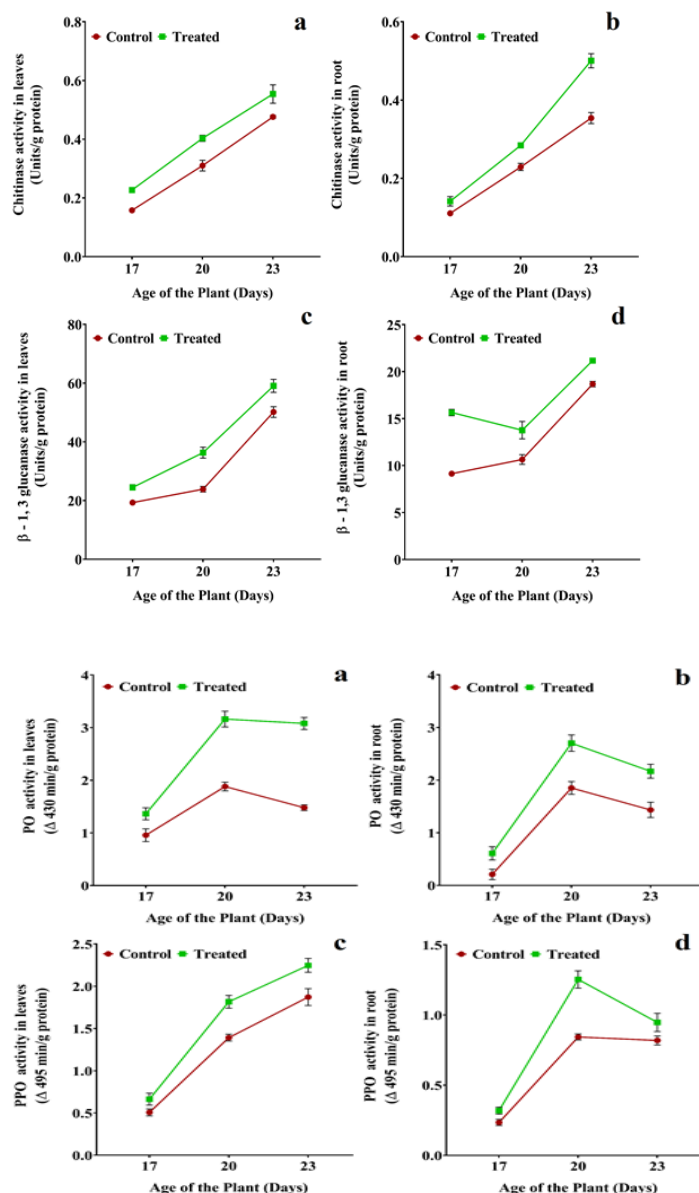 a
Control Treated
Chitinase activity in leaves
(Units/g protein)
0.8
0.6
0.4
0.2
0.0
17 20 23
Age of the Plant (Days)
b
Control Treated
Chitinase activity in root
(Units/g protein)
0.6
0.4
0.2
0.0
17 20 23
Age of the Plant (Days)
c
Control Treated
β - 1, 3 glucanase activity in leaves
(Units/g protein)
80
60
40
20
0
17 20 23
Age of the Plant (Days)
d
Control Treated
β - 1,3 glucanase activity in root
(Units/g protein)
25
20
15
10
5
0
17 20 23
Age of the Plant (Days)
a
Control Treated
PO activity in leaves
(Δ 430 min/g protein)
4
3
2
1
0
17 20 23
Age of the Plant (Days)
b
Control Treated
PO activity in root
(Δ 430 min/g protein)
4
3
2
1
0
17 20 23
Age of the Plant (Days)
c
Control Treated
PPO activity in leaves
(Δ 495 min/g protein)
2.5
2.0
1.5
1.0
0.5
0.0
17 20 23
Age of the Plant (Days)
d
Control Treated
PPO activity in root
(Δ 495 min/g protein)
1.5
1.0
0.5
0.0
17 20 23
Age of the Plant (Days)